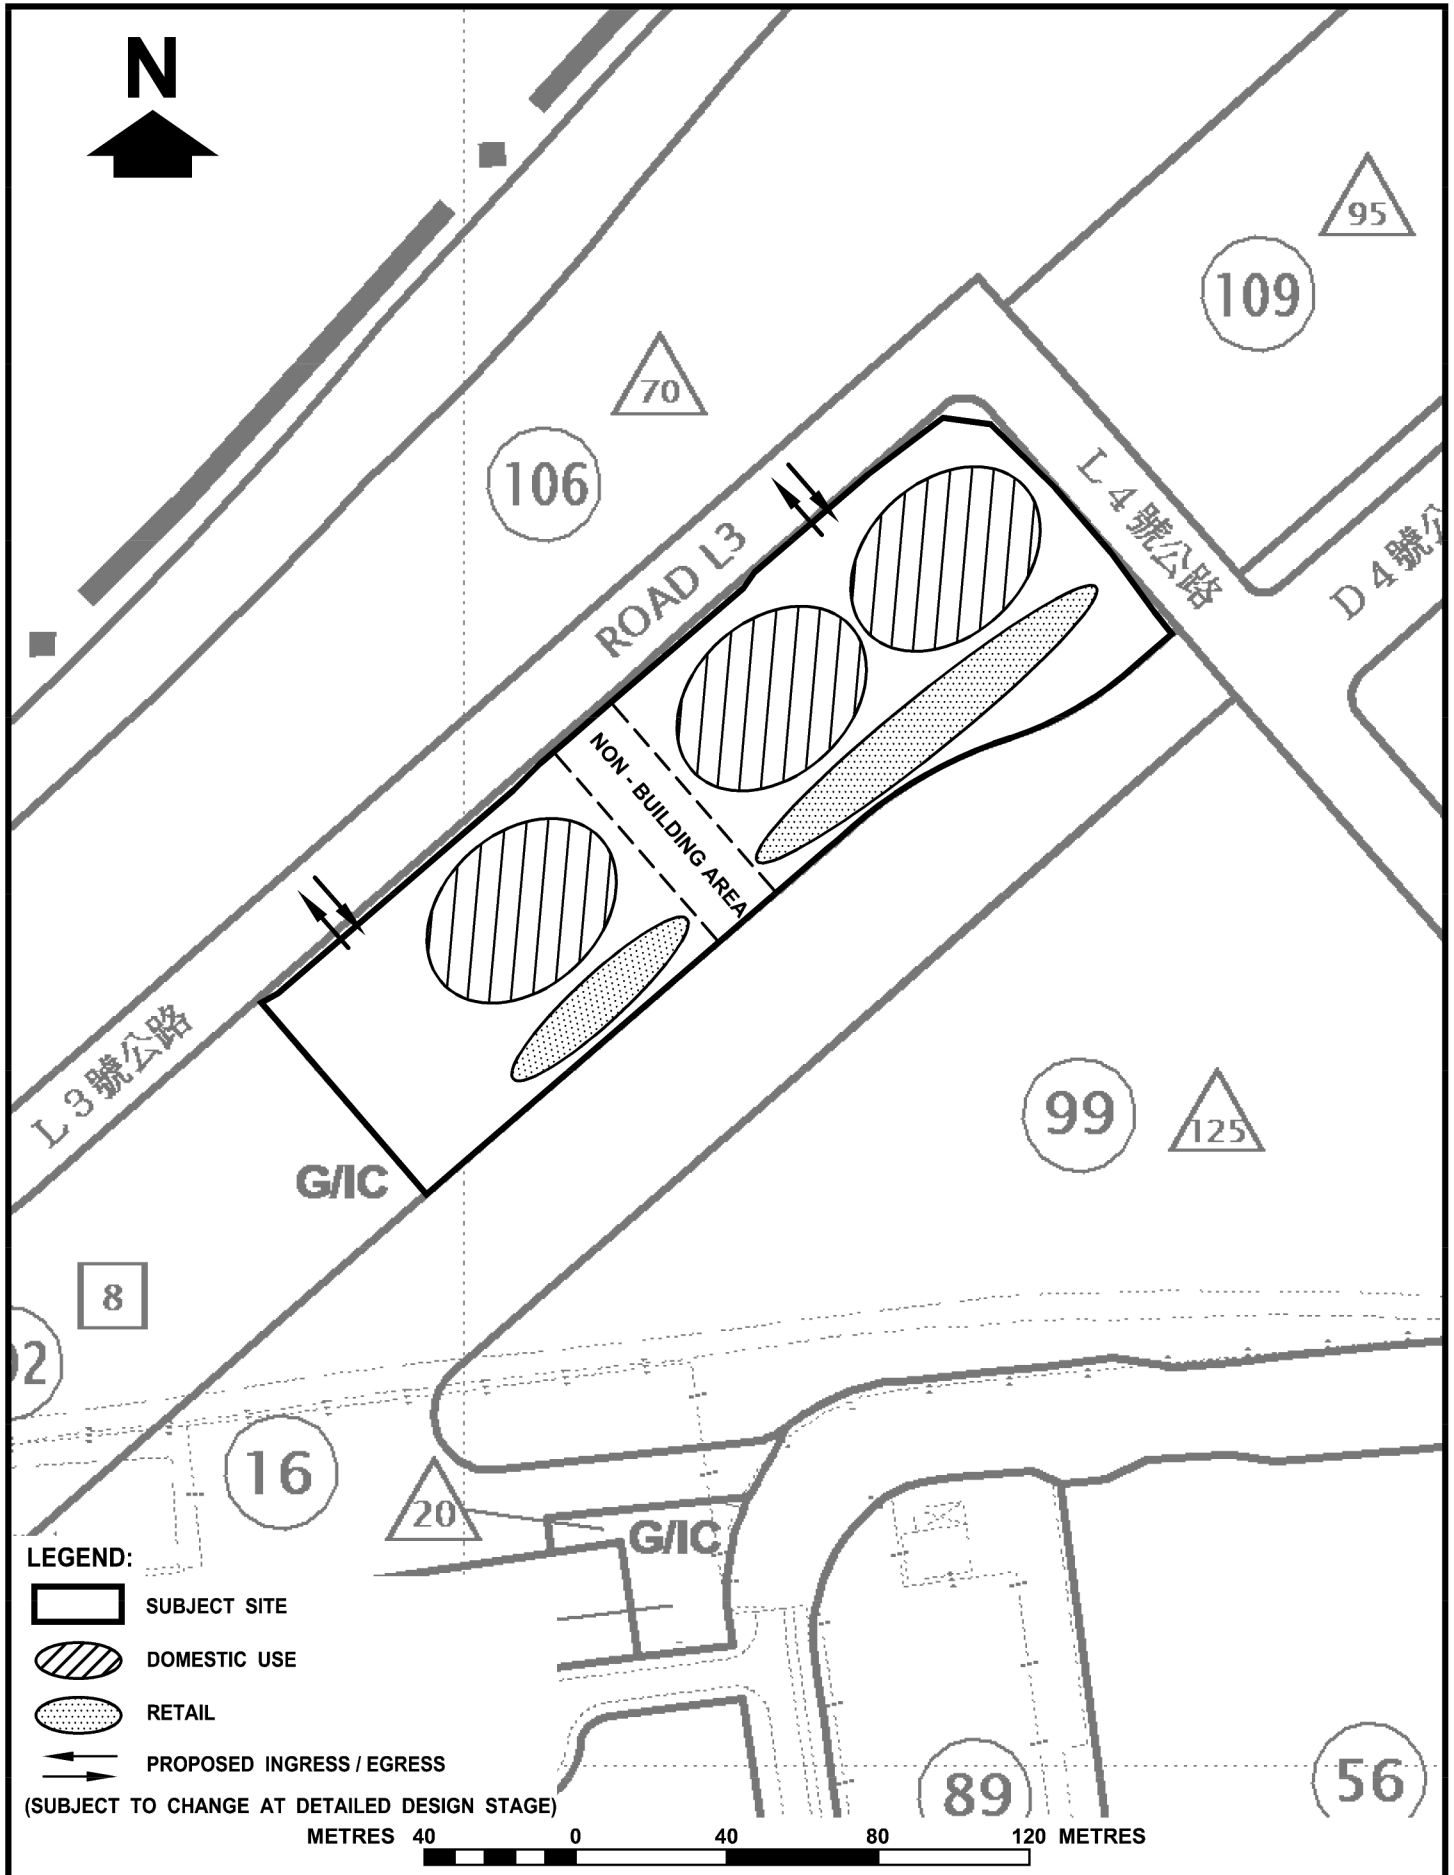 N
95
109
70
106
L 4 號公路
D 4 號公
ROAD L3
NON - BUILDING AREA
L 3 號公路
99
125
G/IC
8
02
16
20
G/IC
LEGEND:
SUBJECT SITE
DOMESTIC USE
RETAIL
PROPOSED INGRESS / EGRESS
(SUBJECT TO CHANGE AT DETAILED DESIGN STAGE)
89
56
METRES 40 0 40 80 120 METRES